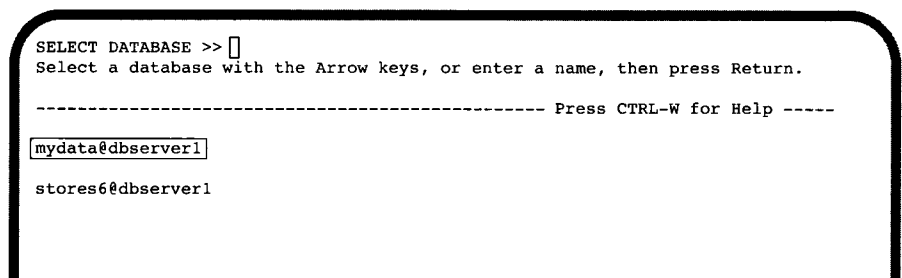 SELECT DATABASE >>
Select a database with the Arrow keys, or enter a name, then press Return.
------------------------------------------------ Press CTRL-W for Help -----
mydata@dbserver1
stores6@dbserver1